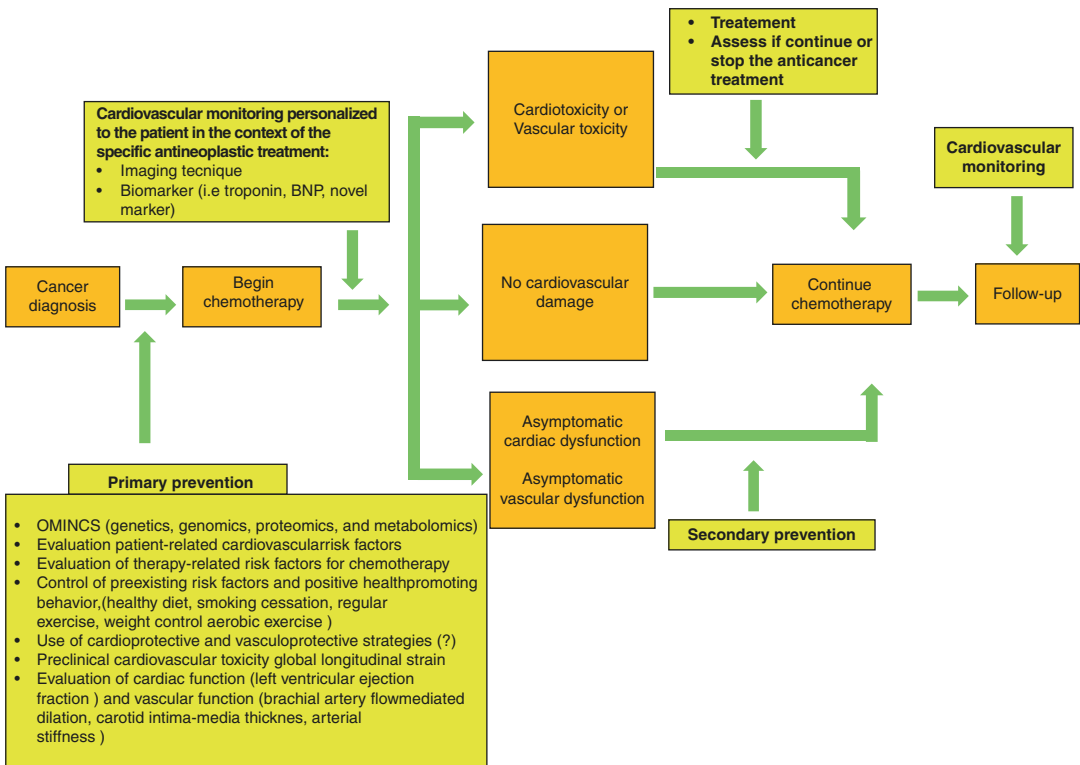 • Treatement
• Assess if continue or
stop the anticancer
treatment
Cardiovascular monitoring personalized
to the patient in the context of the
specific antineoplastic treatment:
• Imaging tecnique
• Biomarker (i.e troponin, BNP, novel
marker)
Cardiotoxicity or
Vascular toxicity
Cardiovascular
monitoring
Cancer
diagnosis
Begin
chemotherapy
No cardiovascular
damage
Continue
chemotherapy
Follow-up
Asymptomatic
cardiac dysfunction
Asymptomatic
vascular dysfunction
Secondary prevention
Primary prevention
• OMINCS (genetics, genomics, proteomics, and metabolomics)
• Evaluation patient-related cardiovascularrisk factors
• Evaluation of therapy-related risk factors for chemotherapy
• Control of preexisting risk factors and positive healthpromoting
behavior,(healthy diet, smoking cessation, regular
exercise, weight control aerobic exercise )
• Use of cardioprotective and vasculoprotective strategies (?)
• Preclinical cardiovascular toxicity global longitudinal strain
• Evaluation of cardiac function (left ventricular ejection
fraction ) and vascular function (brachial artery flowmediated
dilation, carotid intima-media thicknes, arterial
stiffness )